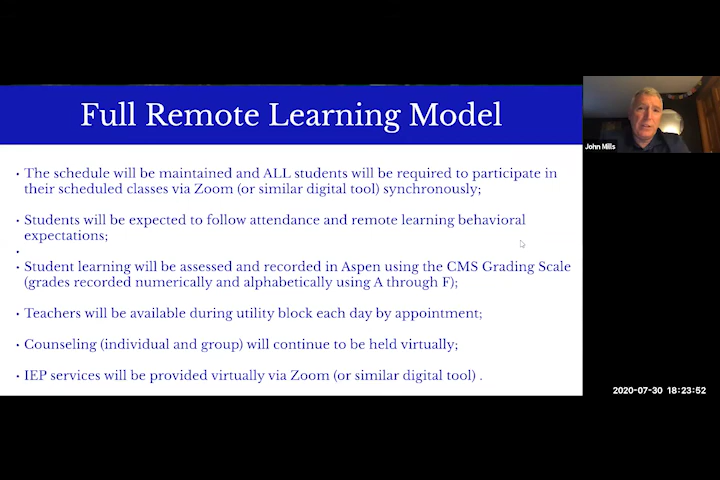 Full Remote Learning Model
• The schedule will be maintained and ALL students will be required to participate in
their scheduled classes via Zoom (or similar digital tool) synchronously;
• Students will be expected to follow attendance and remote learning behavioral
expectations;
•
• Student learning will be assessed and recorded in Aspen using the CMS Grading Scale
(grades recorded numerically and alphabetically using A through F);
• Teachers will be available during utility block each day by appointment;
• Counseling (individual and group) will continue to be held virtually;
• IEP services will be provided virtually via Zoom (or similar digital tool) .
John Mills
2020-07-30 18:23:52